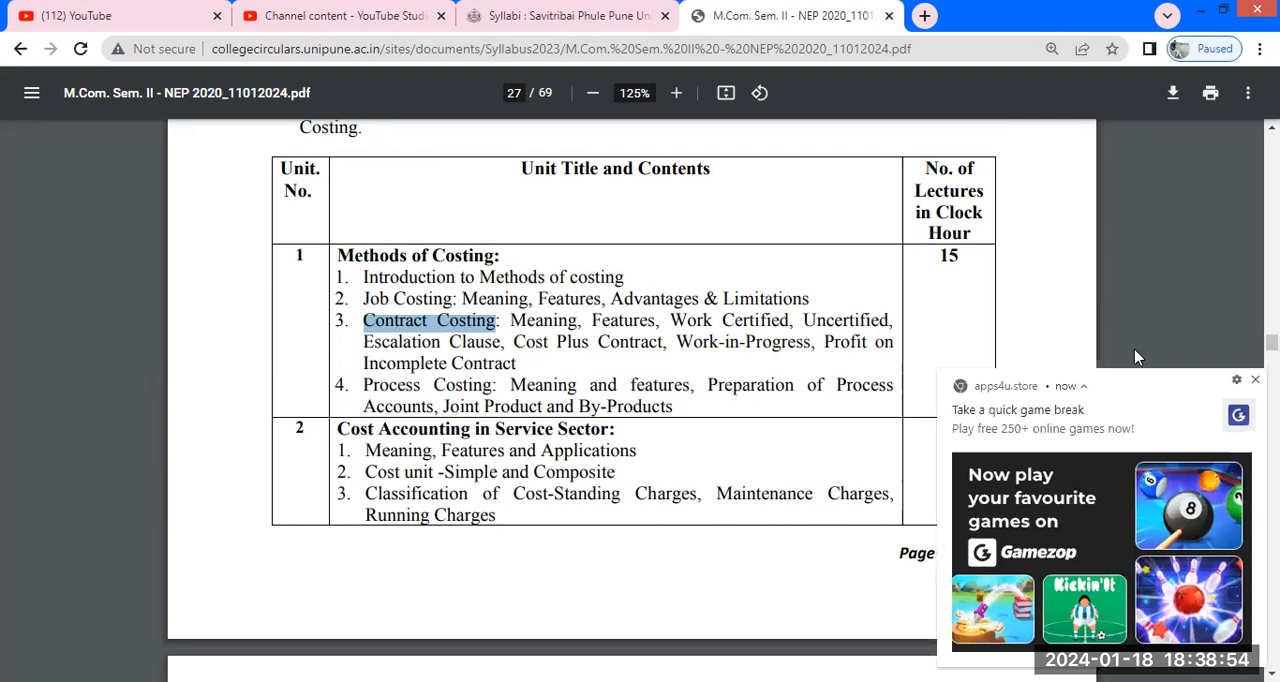 (112) YouTube
Channel content - YouTube Studi
Syllabi : Savitribai Phule Pune Un
M.Com. Sem. II - NEP 2020_1101
Not secure
collegecirculars.unipune.ac.in/sites/documents/Syllabus2023/M.Com.%20Sem.%20II%20-%20NEP%202020_11012024.pdf
Paused
M.Com. Sem. II - NEP 2020_11012024.pdf
27 / 69
125%
Costing.
Unit. No.
Unit Title and Contents
No. of Lectures in Clock Hour
1
Methods of Costing:
15
1. Introduction to Methods of costing
2. Job Costing: Meaning, Features, Advantages & Limitations
3. Contract Costing: Meaning, Features, Work Certified, Uncertified,
Escalation Clause, Cost Plus Contract, Work-in-Progress, Profit on
Incomplete Contract
4. Process Costing: Meaning and features, Preparation of Process
Accounts, Joint Product and By-Products
2
Cost Accounting in Service Sector:
1. Meaning, Features and Applications
2. Cost unit -Simple and Composite
3. Classification of Cost-Standing Charges, Maintenance Charges,
Running Charges
Page
apps4u.store • now
Take a quick game break
Play free 250+ online games now!
Now play
your favourite
games on
G Gamezop
8
Kickin'It
2024-01-18 18:38:54